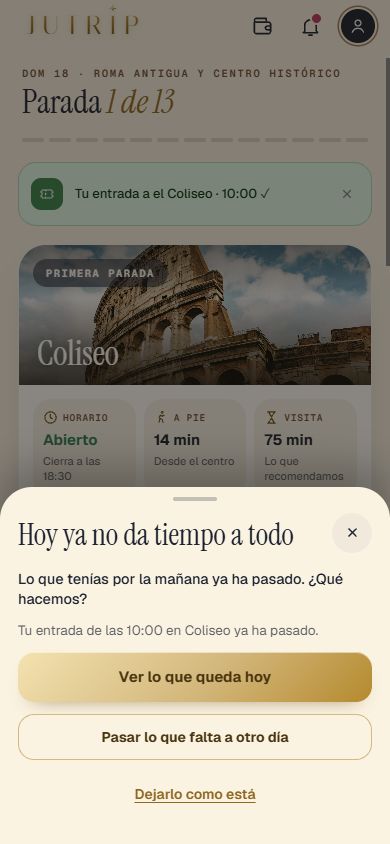 JUTRIP
DOM 18 · ROMA ANTIGUA Y CENTRO HISTÓRICO
Parada 1 de 13
Tu entrada a el Coliseo · 10:00 ✓
PRIMERA PARADA
Coliseo
HORARIO
Abierto
Cierra a las
18:30
A PIE
14 min
Desde el centro
VISITA
75 min
Lo que
recomendamos
Hoy ya no da tiempo a todo
Lo que tenías por la mañana ya ha pasado. ¿Qué
hacemos?
Tu entrada de las 10:00 en Coliseo ya ha pasado.
Ver lo que queda hoy
Pasar lo que falta a otro día
Dejarlo como está